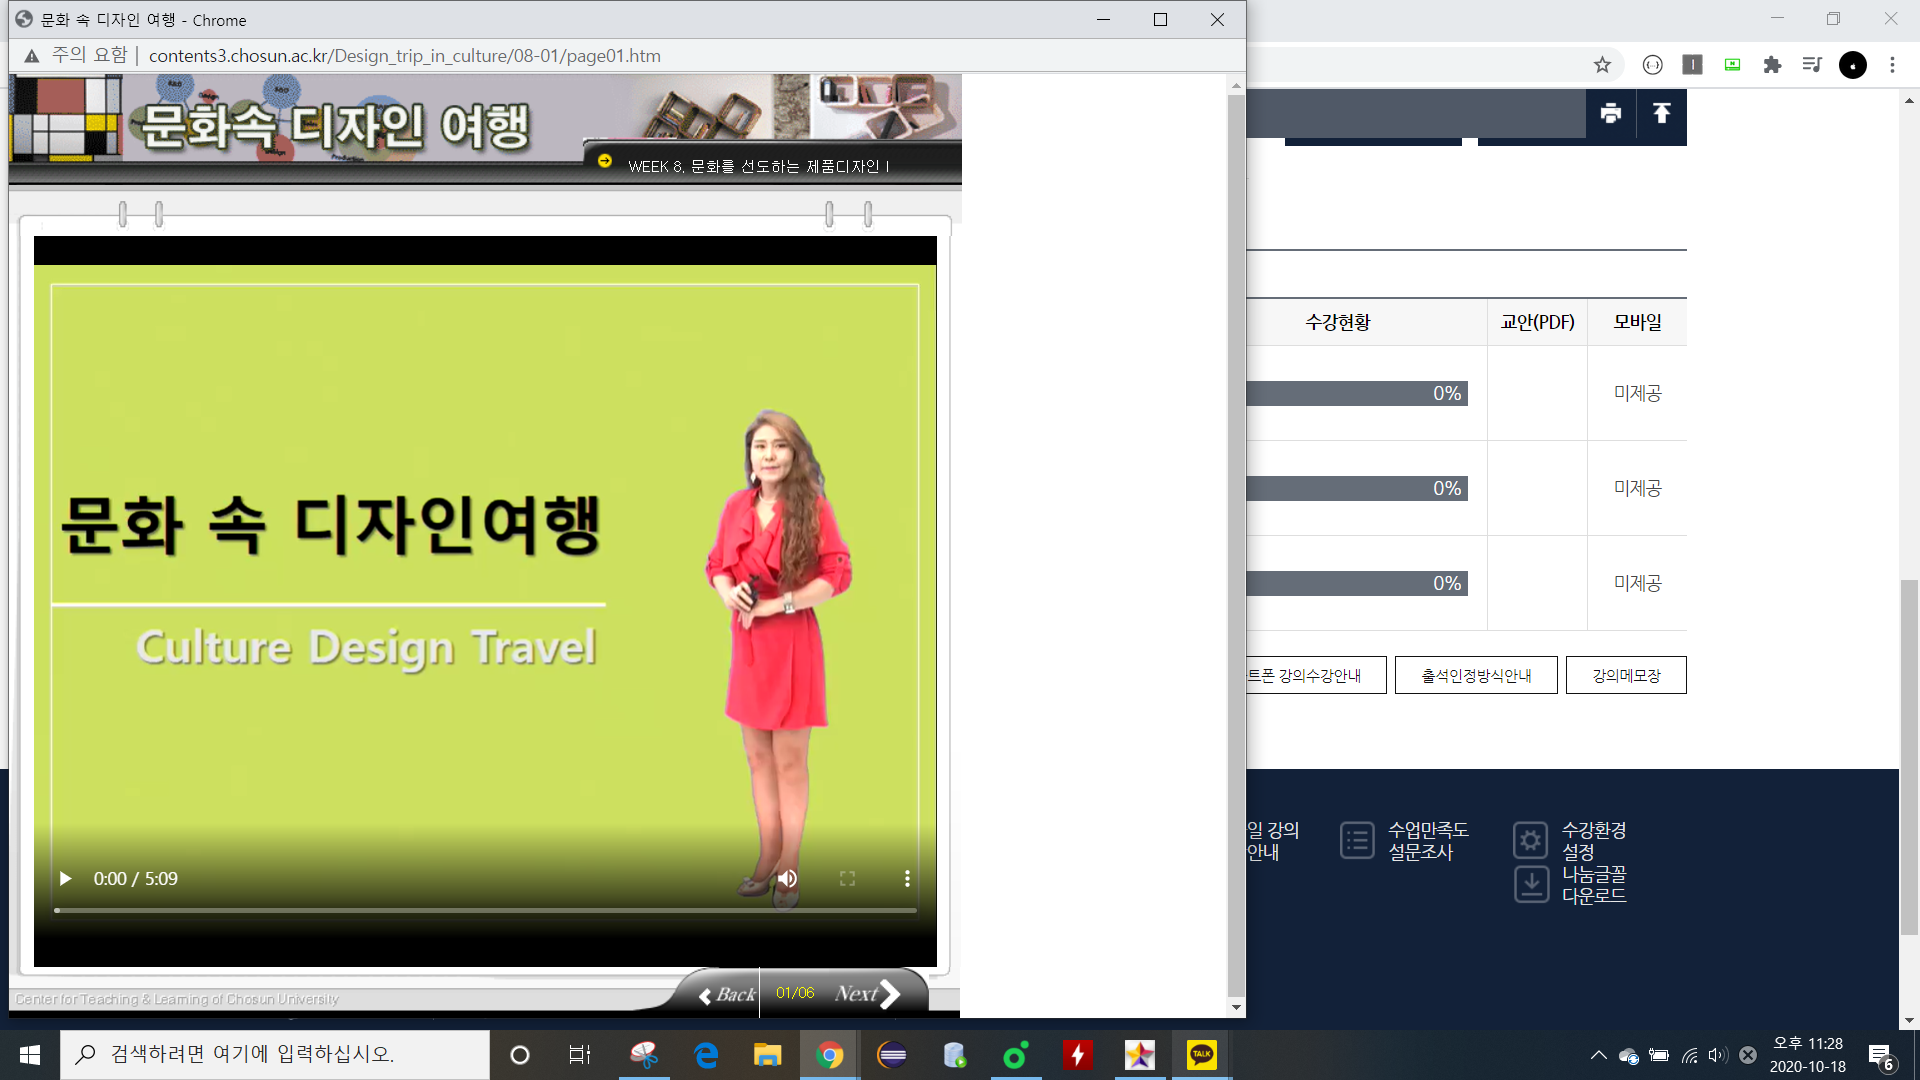 문화 속 디자인 여행 - Chrome
주의 요함 | contents3.chosun.ac.kr/Design_trip_in_culture/08-01/page01.htm
문화속 디자인 여행
WEEK 8. 문화를 선도하는 제품디자인 I
문화 속 디자인여행
Culture Design Travel
0:00 / 5:09
Center for Teaching & Learning of Chosun University
Back
01/06
Next
수강현황
교안(PDF)
모바일
0%
미제공
0%
미제공
0%
미제공
트폰 강의수강안내
출석인정방식안내
강의메모장
일 강의
안내
수업만족도
설문조사
수강환경
설정
나눔글꼴
다운로드
검색하려면 여기에 입력하십시오.
TALK
오후 11:28
2020-10-18
6